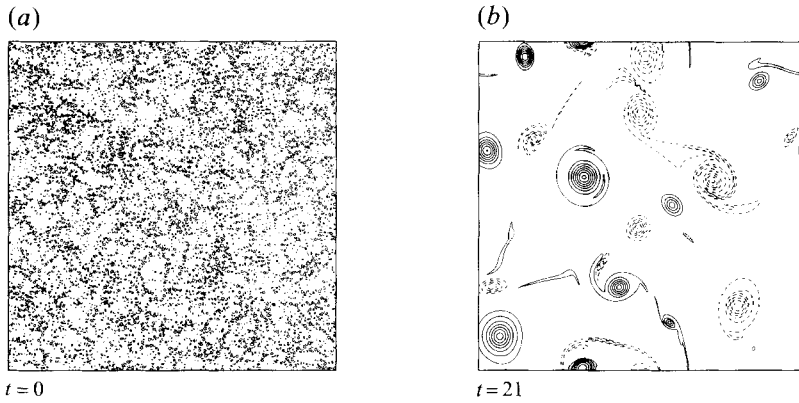 (a)
(b)
t = 0
t = 21